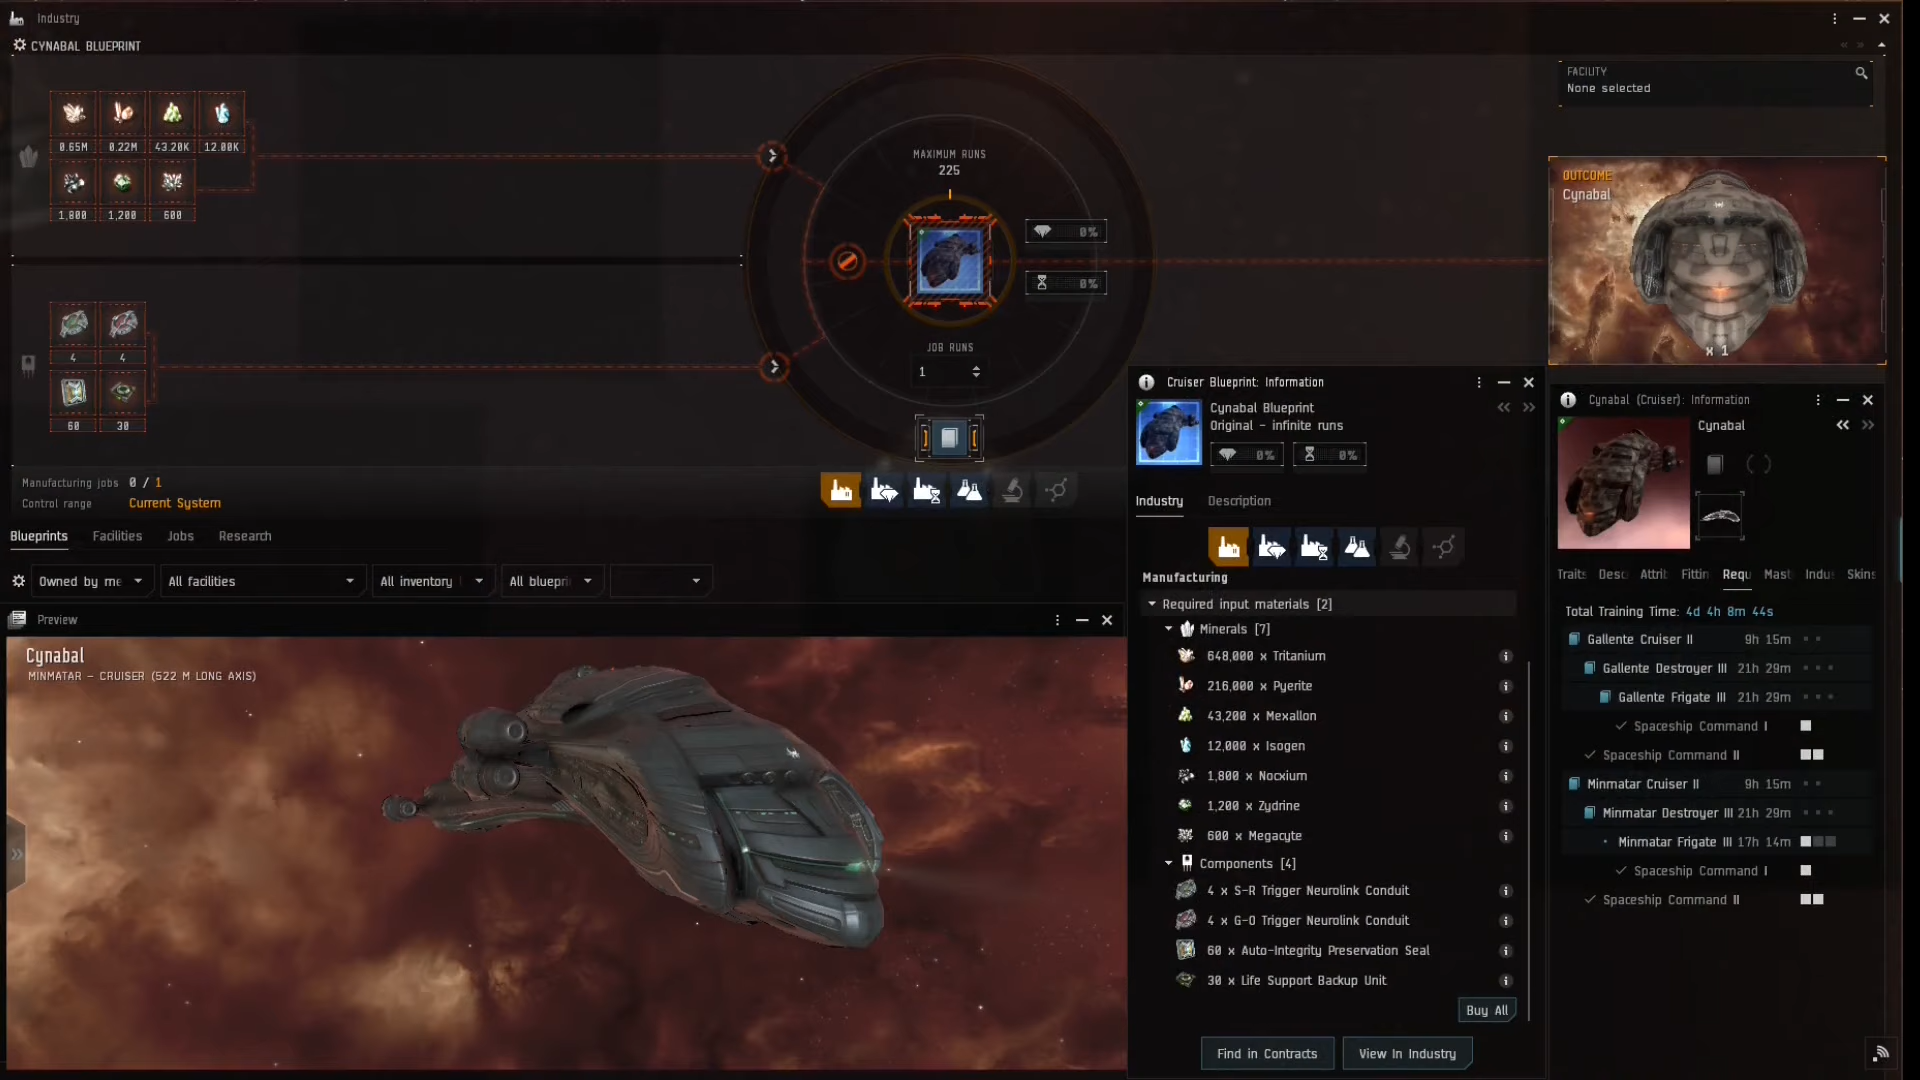 Industry
CYNABAL BLUEPRINT
0.65M
0.22M
43.20K
12.00K
1,800
1,200
600
4
4
60
30
MAXIMUM RUNS
225
0%
0%
JOB RUNS
1
FACILITY
None selected
OUTCOME
Cynabal
x 1
Manufacturing jobs 0 / 1
Control range Current System
Blueprints Facilities Jobs Research
Owned by me All facilities All inventory All bluepri
Preview
Cynabal
MINMATAR - CRUISER (522 M LONG AXIS)
Cruiser Blueprint: Information
Cynabal Blueprint
Original - infinite runs
0% 0%
Industry Description
Manufacturing
Required input materials [2]
Minerals [7]
648,000 x Tritanium
216,000 x Pyerite
43,200 x Mexallon
12,000 x Isogen
1,800 x Nocxium
1,200 x Zydrine
600 x Megacyte
Components [4]
4 x S-R Trigger Neurolink Conduit
4 x G-O Trigger Neurolink Conduit
60 x Auto-Integrity Preservation Seal
30 x Life Support Backup Unit
Buy All
Find in Contracts View In Industry
Cynabal (Cruiser): Information
Cynabal
Traits Desc Attrib Fittin Requ Mast Indus Skins
Total Training Time: 4d 4h 8m 44s
Gallente Cruiser II 9h 15m
Gallente Destroyer III 21h 29m
Gallente Frigate III 21h 29m
Spaceship Command I
Spaceship Command II
Minmatar Cruiser II 9h 15m
Minmatar Destroyer III 21h 29m
Minmatar Frigate III 17h 14m
Spaceship Command I
Spaceship Command II